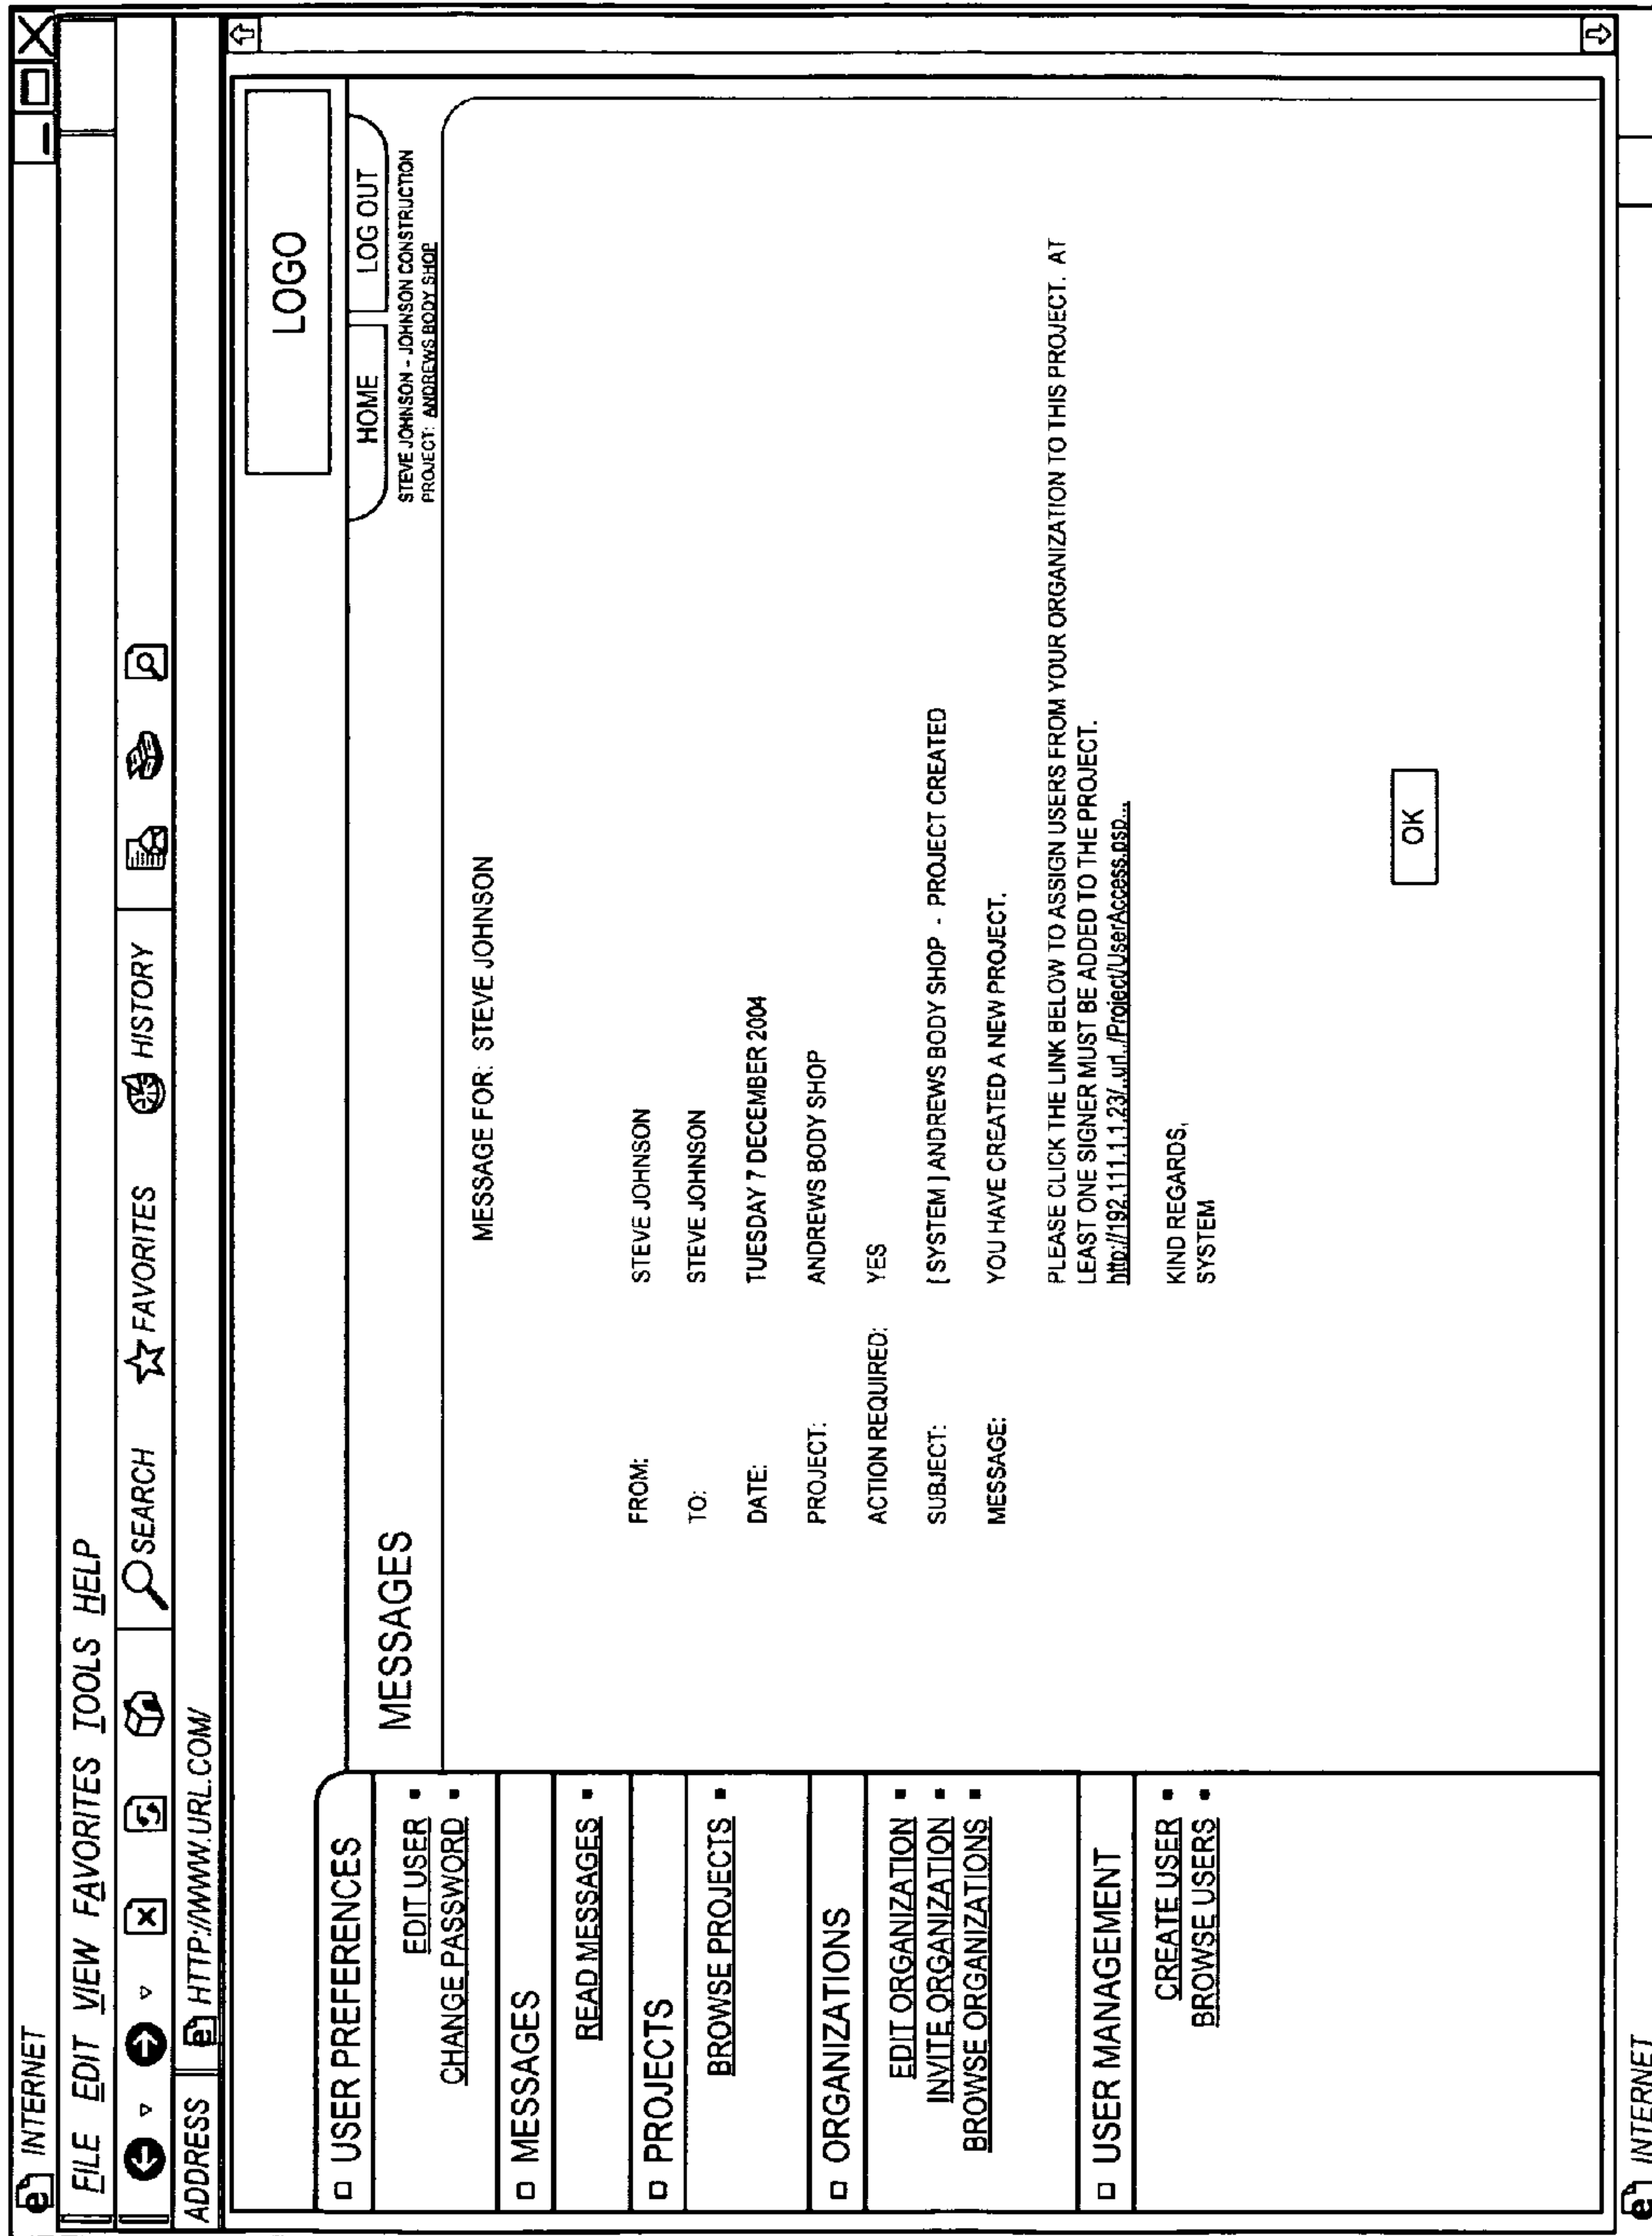 INTERNET
FILE EDIT VIEW FAVORITES TOOLS HELP
SEARCH FAVORITES HISTORY
ADDRESS HTTP://WWW.URL.COM/
LOGO
HOME LOG OUT
STEVE JOHNSON - JOHNSON CONSTRUCTION
PROJECT: ANDREWS BODY SHOP
USER PREFERENCES
EDIT USER
CHANGE PASSWORD
MESSAGES
READ MESSAGES
PROJECTS
BROWSE PROJECTS
ORGANIZATIONS
EDIT ORGANIZATION
INVITE ORGANIZATION
BROWSE ORGANIZATIONS
USER MANAGEMENT
CREATE USER
BROWSE USERS
MESSAGES
MESSAGE FOR: STEVE JOHNSON
FROM: STEVE JOHNSON
TO: STEVE JOHNSON
DATE: TUESDAY 7 DECEMBER 2004
PROJECT: ANDREWS BODY SHOP
ACTION REQUIRED: YES
SUBJECT: [ SYSTEM ] ANDREWS BODY SHOP - PROJECT CREATED
MESSAGE: YOU HAVE CREATED A NEW PROJECT.
PLEASE CLICK THE LINK BELOW TO ASSIGN USERS FROM YOUR ORGANIZATION TO THIS PROJECT. AT
LEAST ONE SIGNER MUST BE ADDED TO THE PROJECT.
http://192.111.1.123/..url../Project/UserAccess.psp...
KIND REGARDS,
SYSTEM
OK
INTERNET